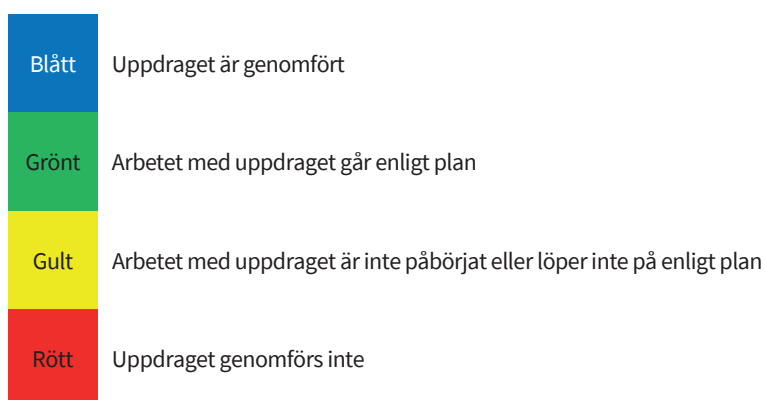 Blått Uppdraget är genomfört
Grönt Arbetet med uppdraget går enligt plan
Gult Arbetet med uppdraget är inte påbörjat eller löper inte på enligt plan
Rött Uppdraget genomförs inte